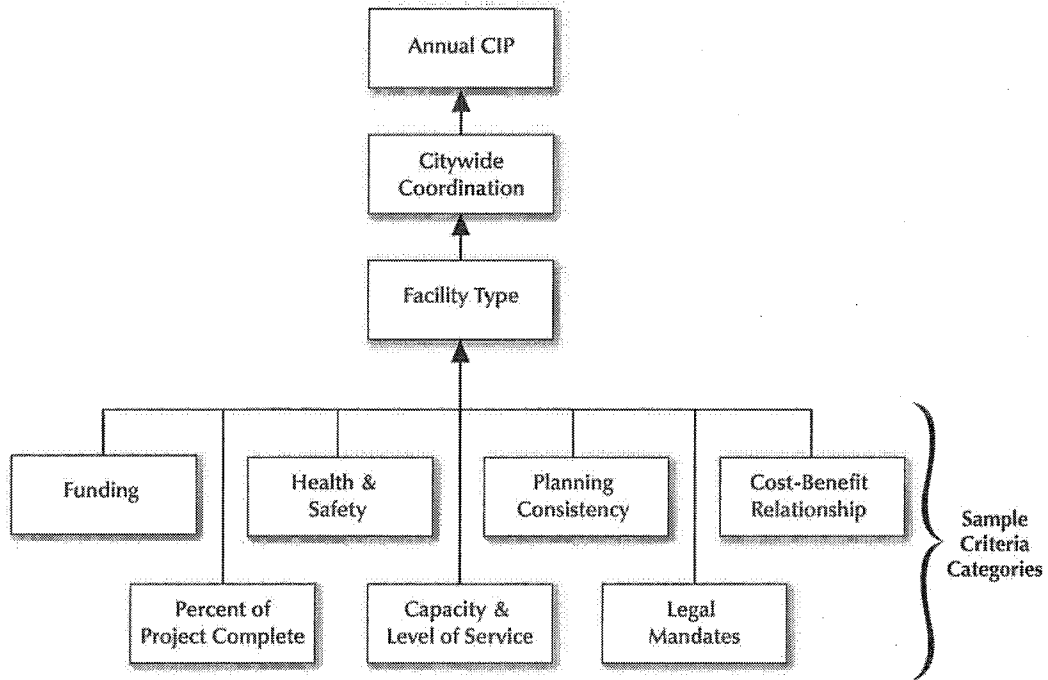 Annual CIP
Citywide
Coordination
Facility Type
Funding
Health &
Safety
Planning
Consistency
Cost-Benefit
Relationship
Percent of
Project Complete
Capacity &
Level of Service
Legal
Mandates
Sample
Criteria
Categories